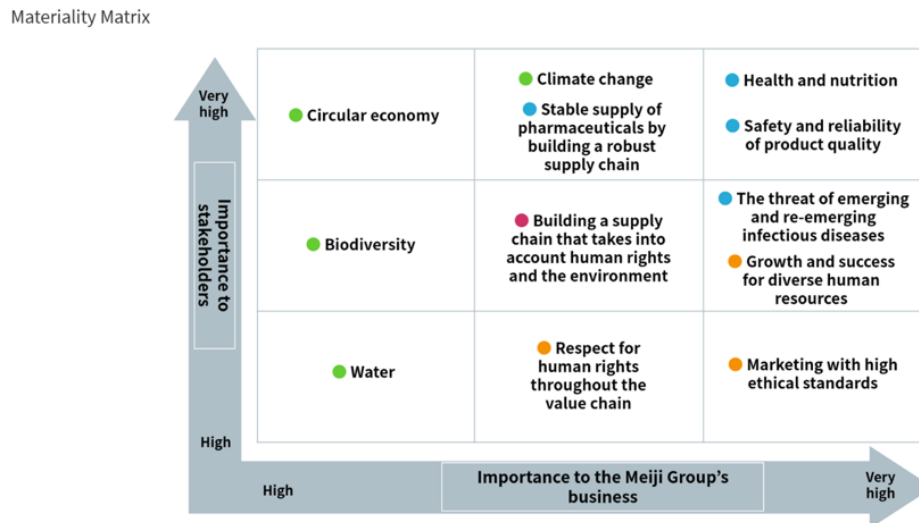 Materiality Matrix
Very
high
Importance to
stakeholders
High
Circular economy
Climate change
Stable supply of
pharmaceuticals by
building a robust
supply chain
Health and nutrition
Safety and reliability
of product quality
Biodiversity
Building a supply
chain that takes into
account human rights
and the environment
The threat of emerging
and re-emerging
infectious diseases
Growth and success
for diverse human
resources
Water
Respect for
human rights
throughout the
value chain
Marketing with high
ethical standards
High
Importance to the Meiji Group’s
business
Very
high